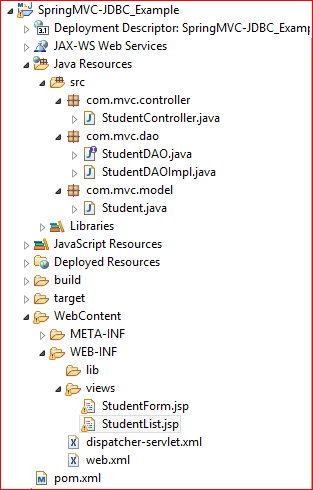 SpringMVC-JDBC_Example
Deployment Descriptor: SpringMVC-JDBC_Examp
JAX-WS Web Services
Java Resources
src
com.mvc.controller
StudentController.java
com.mvc.dao
StudentDAO.java
StudentDAOImpl.java
com.mvc.model
Student.java
Libraries
JavaScript Resources
Deployed Resources
build
target
WebContent
META-INF
WEB-INF
lib
views
StudentForm.jsp
StudentList.jsp
dispatcher-servlet.xml
web.xml
pom.xml